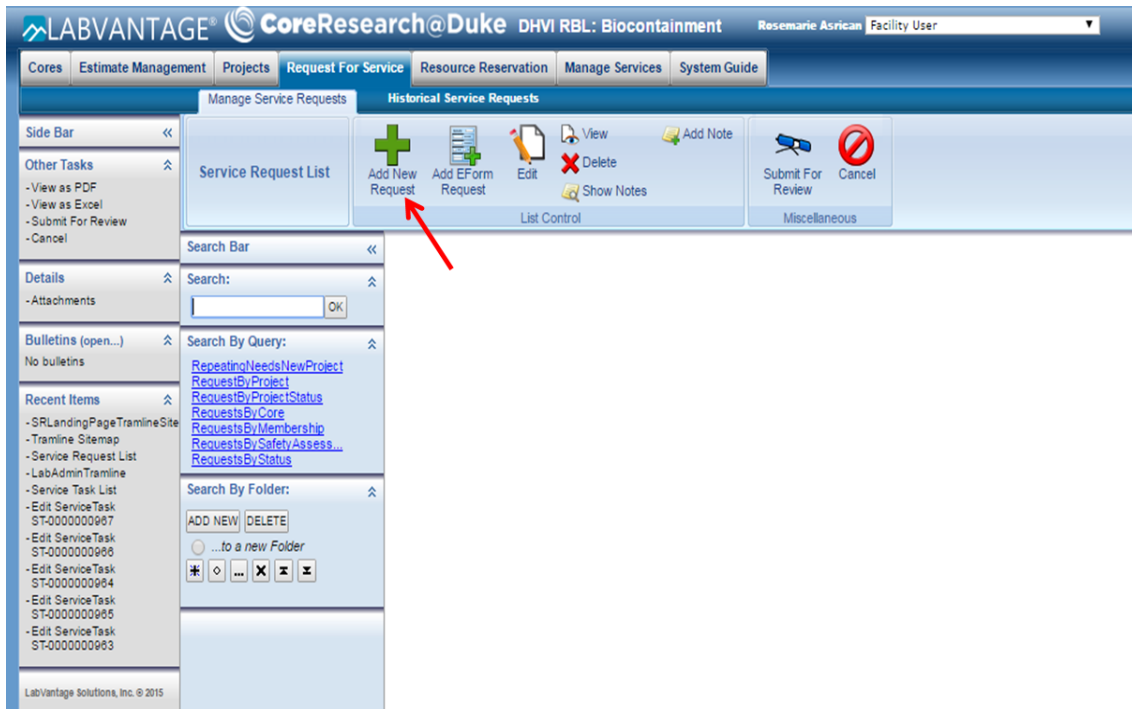 LABVANTAGE® CoreResearch@Duke DHVI RBL: Biocontainment Rosemarie Asrican Facility User
Cores Estimate Management Projects Request For Service Resource Reservation Manage Services System Guide
Manage Service Requests Historical Service Requests
Side Bar
Other Tasks
-View as PDF
-View as Excel
-Submit For Review
-Cancel
Details
-Attachments
Bulletins (open...)
No bulletins
Recent Items
-SRLandingPageTramlineSite
-Tramline Sitemap
-Service Request List
-LabAdminTramline
-Service Task List
-Edit ServiceTask
ST-0000000967
-Edit ServiceTask
ST-0000000966
-Edit ServiceTask
ST-0000000964
-Edit ServiceTask
ST-0000000965
-Edit ServiceTask
ST-0000000963
LabVantage Solutions, Inc. © 2015
Service Request List
Add New
Request
Add EForm
Request
Edit
View
Delete
Show Notes
Add Note
List Control
Submit For
Review
Cancel
Miscellaneous
Search Bar
Search:
OK
Search By Query:
RepeatingNeedsNewProject
RequestByProject
RequestByProjectStatus
RequestsByCore
RequestsByMembership
RequestsBySafetyAssess...
RequestsByStatus
Search By Folder:
ADD NEW DELETE
...to a new Folder